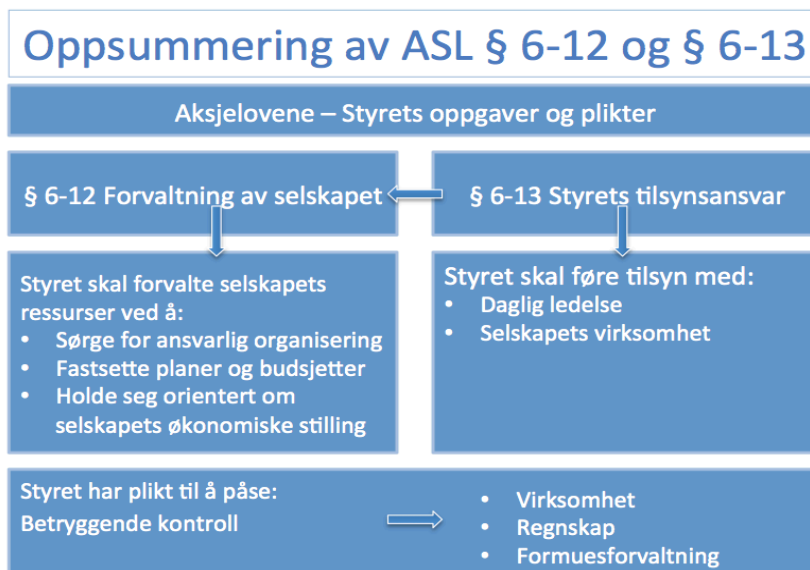 Oppsummering av ASL § 6-12 og § 6-13
Aksjelovene – Styrets oppgaver og plikter
§ 6-12 Forvaltning av selskapet
§ 6-13 Styrets tilsynsansvar
Styret skal forvalte selskapets
ressurser ved å:
• Sørge for ansvarlig organisering
• Fastsette planer og budsjetter
• Holde seg orientert om
selskapets økonomiske stilling
Styret skal føre tilsyn med:
• Daglig ledelse
• Selskapets virksomhet
Styret har plikt til å påse:
Betryggende kontroll
• Virksomhet
• Regnskap
• Formuesforvaltning